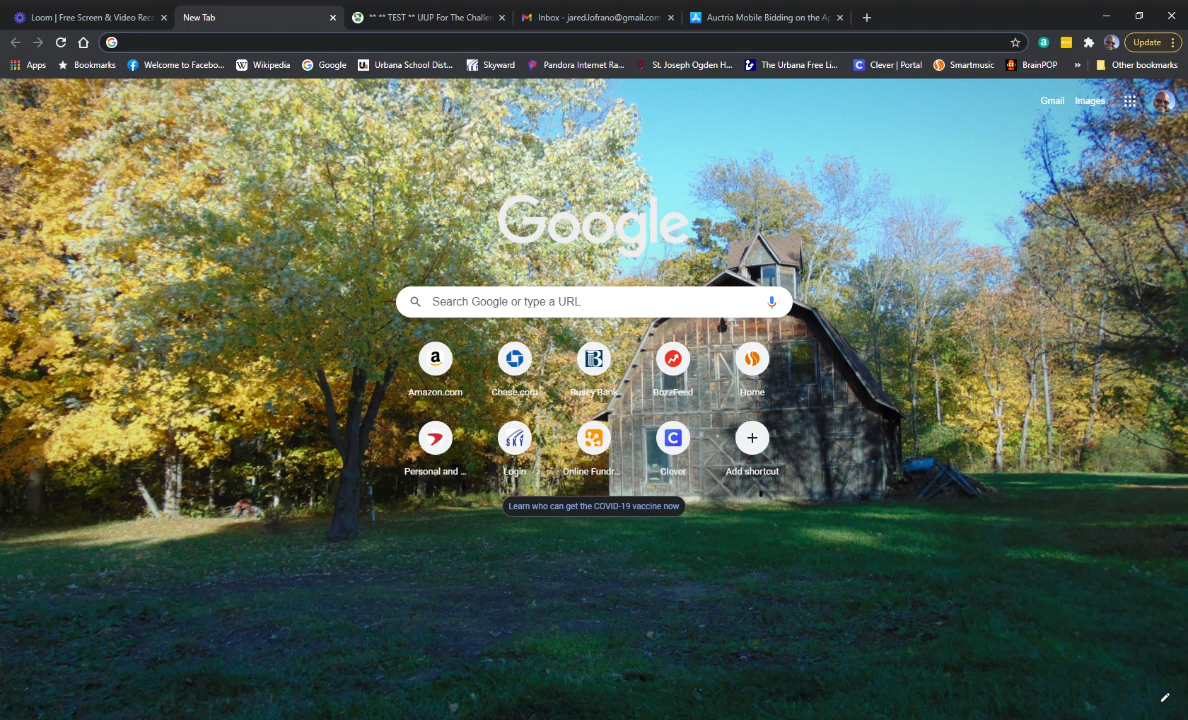 Loom | Free Screen & Video Rec
New Tab
** ** TEST ** UUP For The Challe
Inbox - jared.lofrano@gmail.com
Auctria Mobile Bidding on the Ap
Update
Apps
Bookmarks
Welcome to Facebo...
Wikipedia
Google
Urbana School Dist...
Skyward
Pandora Internet Ra...
St. Joseph Ogden H...
The Urbana Free Li...
Clever | Portal
Smartmusic
BrainPOP
»
Other bookmarks
Gmail
Images
Google
Search Google or type a URL
Amazon.com
Chase.com
Busey Bank
BuzzFeed
Home
Personal and ...
Login
Online Fundr...
Clever
Add shortcut
Learn who can get the COVID-19 vaccine now